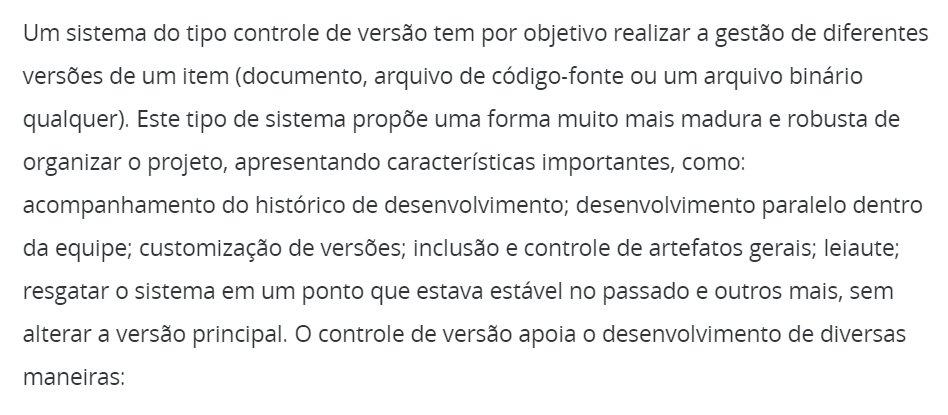 Um sistema do tipo controle de versão tem por objetivo realizar a gestão de diferentes
versões de um item (documento, arquivo de código-fonte ou um arquivo binário
qualquer). Este tipo de sistema propõe uma forma muito mais madura e robusta de
organizar o projeto, apresentando características importantes, como:
acompanhamento do histórico de desenvolvimento; desenvolvimento paralelo dentro
da equipe; customização de versões; inclusão e controle de artefatos gerais; leiaute;
resgatar o sistema em um ponto que estava estável no passado e outros mais, sem
alterar a versão principal. O controle de versão apoia o desenvolvimento de diversas
maneiras: